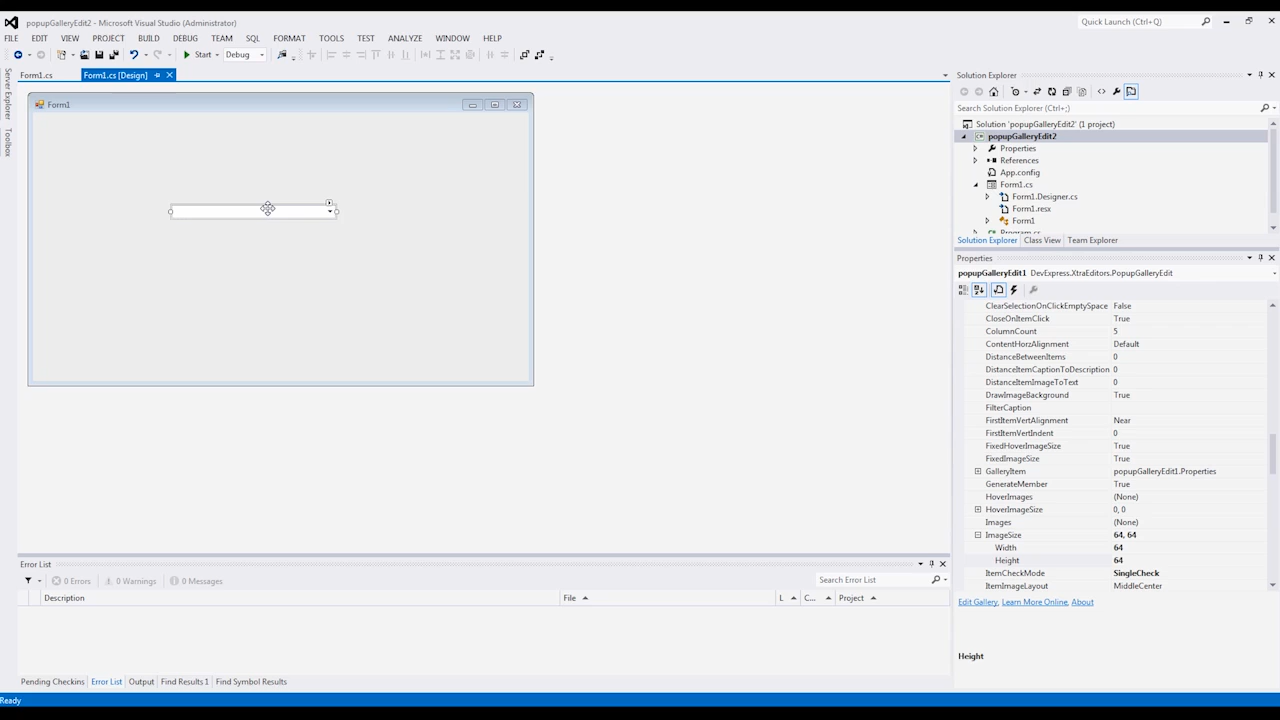 popupGalleryEdit2 - Microsoft Visual Studio (Administrator)
Quick Launch (Ctrl+Q)
FILE EDIT VIEW PROJECT BUILD DEBUG TEAM SQL FORMAT TOOLS TEST ANALYZE WINDOW HELP
Start Debug
Server Explorer
Toolbox
Form1.cs
Form1.cs [Design]
Form1
Solution Explorer
Search Solution Explorer (Ctrl+;)
Solution 'popupGalleryEdit2' (1 project)
popupGalleryEdit2
Properties
References
App.config
Form1.cs
Form1.Designer.cs
Form1.resx
Form1
Program.cs
Solution Explorer Class View Team Explorer
Properties
popupGalleryEdit1 DevExpress.XtraEditors.PopupGalleryEdit
ClearSelectionOnClickEmptySpace False
CloseOnItemClick True
ColumnCount 5
ContentHorzAlignment Default
DistanceBetweenItems 0
DistanceItemCaptionToDescription 0
DistanceItemImageToText 0
DrawImageBackground True
FilterCaption
FirstItemVertAlignment Near
FirstItemVertIndent 0
FixedHoverImageSize True
FixedImageSize True
GalleryItem popupGalleryEdit1.Properties
GenerateMember True
HoverImages (None)
HoverImageSize 0, 0
Images (None)
ImageSize 64, 64
Width 64
Height 64
ItemCheckMode SingleCheck
ItemImageLayout MiddleCenter
Edit Gallery, Learn More Online, About
Height
Error List
0 Errors 0 Warnings 0 Messages
Search Error List
Description File L C... Project
Pending Checkins Error List Output Find Results 1 Find Symbol Results
Ready